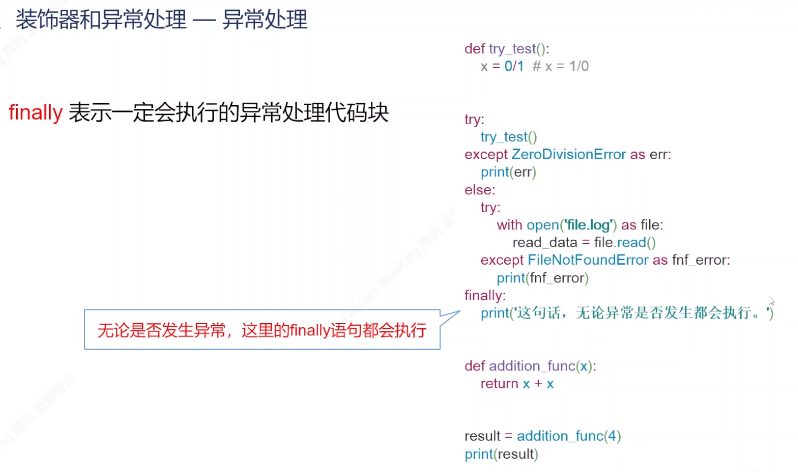 装饰器和异常处理 — 异常处理
finally 表示一定会执行的异常处理代码块
def try_test():
    x = 0/1  # x = 1/0
try:
    try_test()
except ZeroDivisionError as err:
    print(err)
else:
    try:
        with open('file.log') as file:
            read_data = file.read()
    except FileNotFoundError as fnf_error:
        print(fnf_error)
finally:
    print('这句话，无论异常是否发生都会执行。')
无论是否发生异常，这里的finally语句都会执行
def addition_func(x):
    return x + x
result = addition_func(4)
print(result)